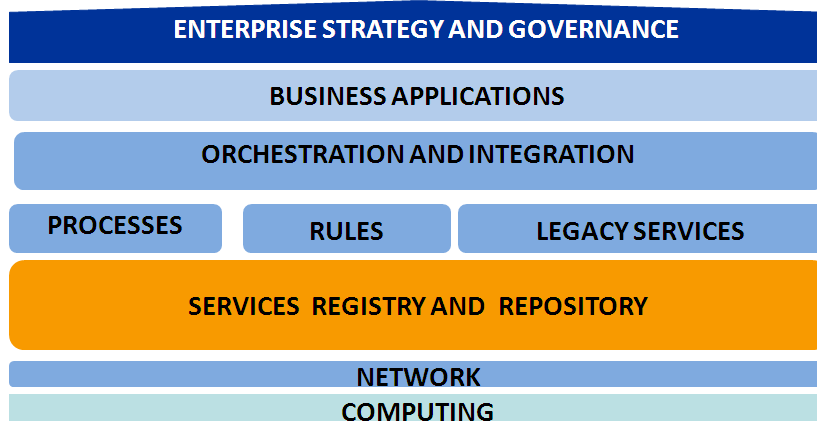 ENTERPRISE STRATEGY AND GOVERNANCE
BUSINESS APPLICATIONS
ORCHESTRATION AND INTEGRATION
PROCESSES
RULES
LEGACY SERVICES
SERVICES REGISTRY AND REPOSITORY
NETWORK
COMPUTING